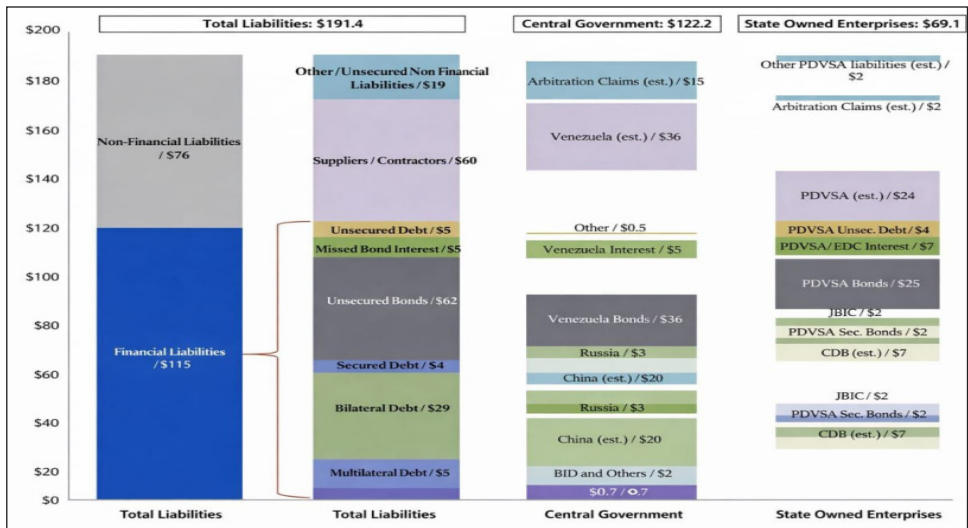 Total Liabilities: $191.4
Central Government: $122.2
State Owned Enterprises: $69.1
$200
$180
$160
$140
$120
$100
$80
$60
$40
$20
$0
Non-Financial Liabilities
/ $76
Financial Liabilities
/ $115
Total Liabilities
Other / Unsecured Non Financial
Liabilities / $19
Suppliers / Contractors / $60
Unsecured Debt / $5
Missed Bond Interest / $5
Unsecured Bonds / $62
Secured Debt / $4
Bilateral Debt / $29
Multilateral Debt / $5
Total Liabilities
Arbitration Claims (est.) / $15
Venezuela (est.) / $36
Other / $0.5
Venezuela Interest / $5
Venezuela Bonds / $36
Russia / $3
China (est.) / $20
Russia / $3
China (est.) / $20
BID and Others / $2
$0.7 / 0.7
Central Government
Other PDVSA liabilities (est.) /
$2
Arbitration Claims (est.) / $2
PDVSA (est.) / $24
PDVSA Unsec. Debt / $4
PDVSA/EDC Interest / $7
PDVSA Bonds / $25
JBIC / $2
PDVSA Sec. Bonds / $2
CDB (est.) / $7
JBIC / $2
PDVSA Sec. Bonds / $2
CDB (est.) / $7
State Owned Enterprises